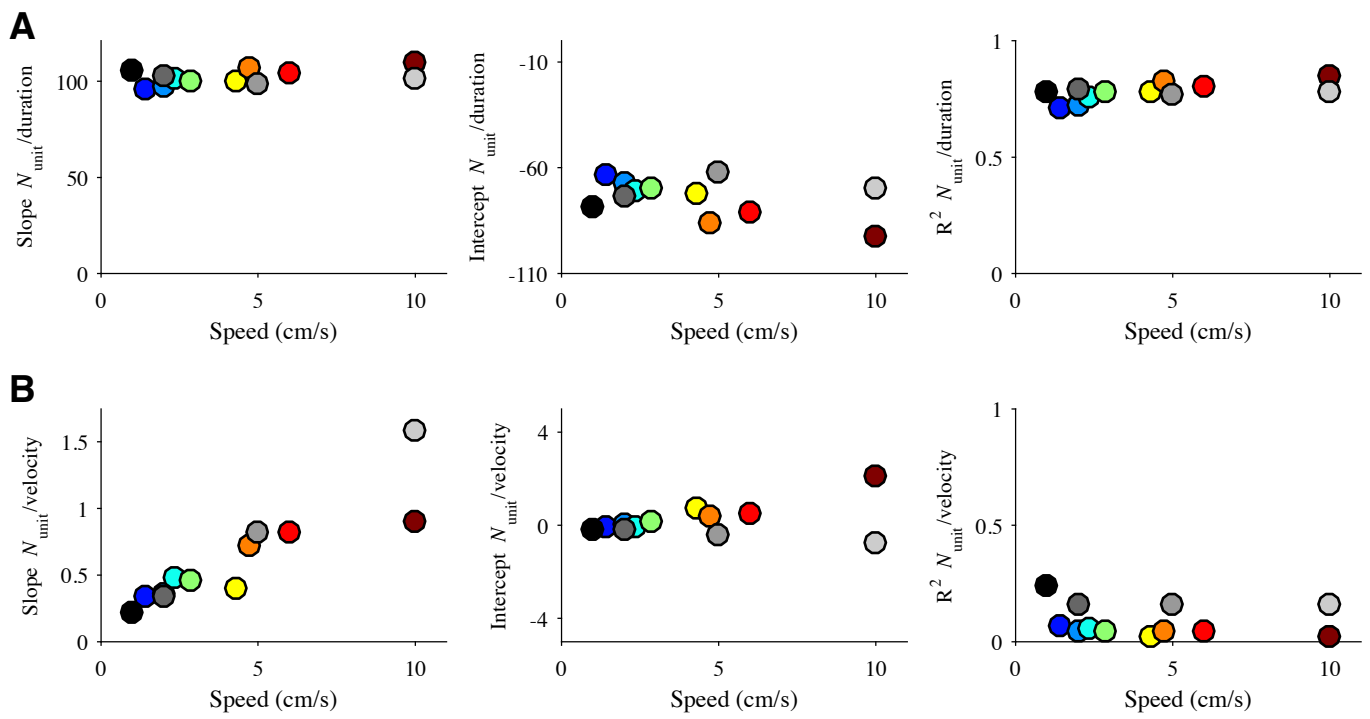 A
Slope N_unit/duration
100
50
0
0 5 10
Speed (cm/s)
Intercept N_unit/duration
-10
-60
-110
0 5 10
Speed (cm/s)
R² N_unit/duration
1
0.5
0
0 5 10
Speed (cm/s)
B
Slope N_unit/velocity
1.5
1
0.5
0
0 5 10
Speed (cm/s)
Intercept N_unit/velocity
4
0
-4
0 5 10
Speed (cm/s)
R² N_unit/velocity
1
0.5
0
0 5 10
Speed (cm/s)